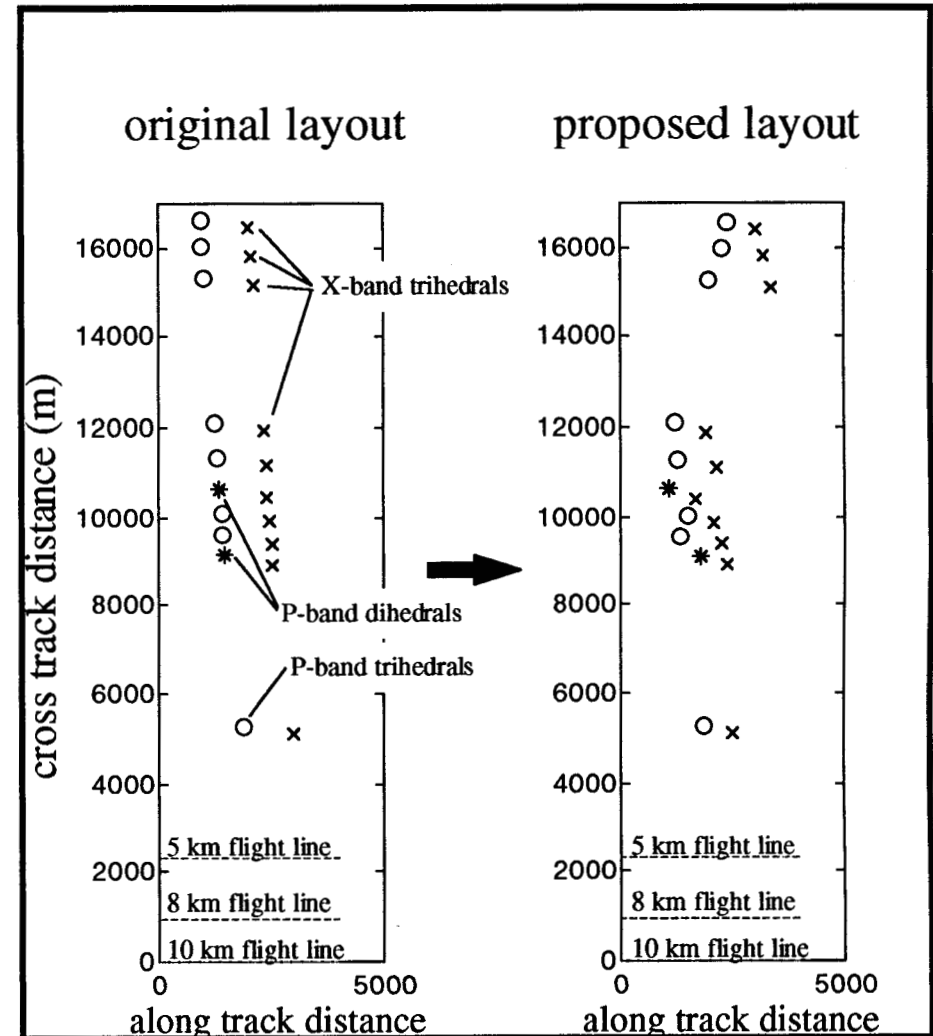 original layout
proposed layout
cross track distance (m)
16000
14000
12000
10000
8000
6000
4000
2000
0
0
5000
along track distance
X-band trihedrals
P-band dihedrals
P-band trihedrals
5 km flight line
8 km flight line
10 km flight line
16000
14000
12000
10000
8000
6000
4000
2000
0
0
5000
along track distance
5 km flight line
8 km flight line
10 km flight line